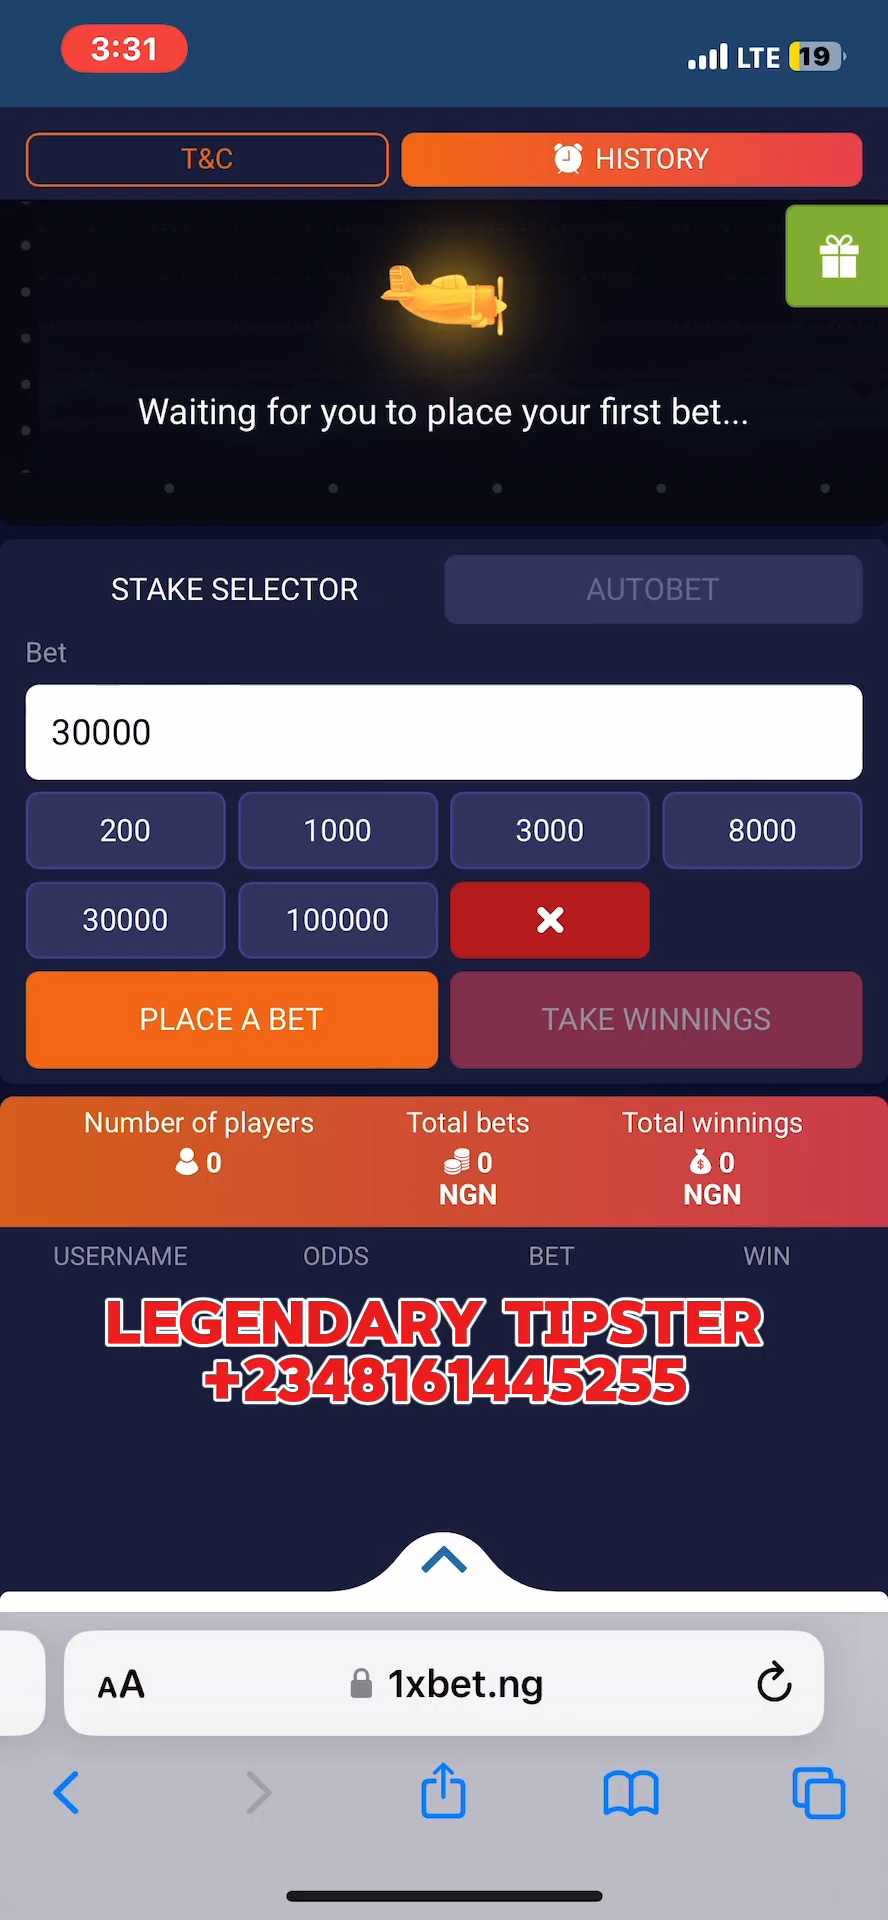 3:31
LTE 19
T&C
HISTORY
Waiting for you to place your first bet...
STAKE SELECTOR
AUTOBET
Bet
30000
200 1000 3000 8000
30000 100000
PLACE A BET
TAKE WINNINGS
Number of players Total bets Total winnings
0 0 0
NGN NGN
USERNAME ODDS BET WIN
LEGENDARY TIPSTER
+2348161445255
AA 1xbet.ng